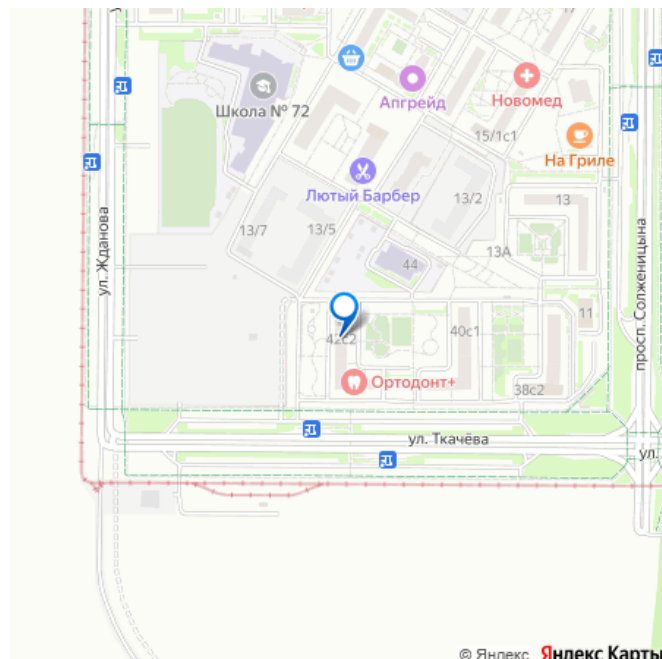 17
Школа № 72
Апгрейд
Новомед
15/1с1
На Гриле
Лютый Барбер
13/2
13
13/7
13/5
13А
44
ул. Жданова
просп. Солженицына
42с2
40с1
11
Ортодонт+
38с2
ул. Ткачёва
ул.
© Яндекс Яндекс Карты